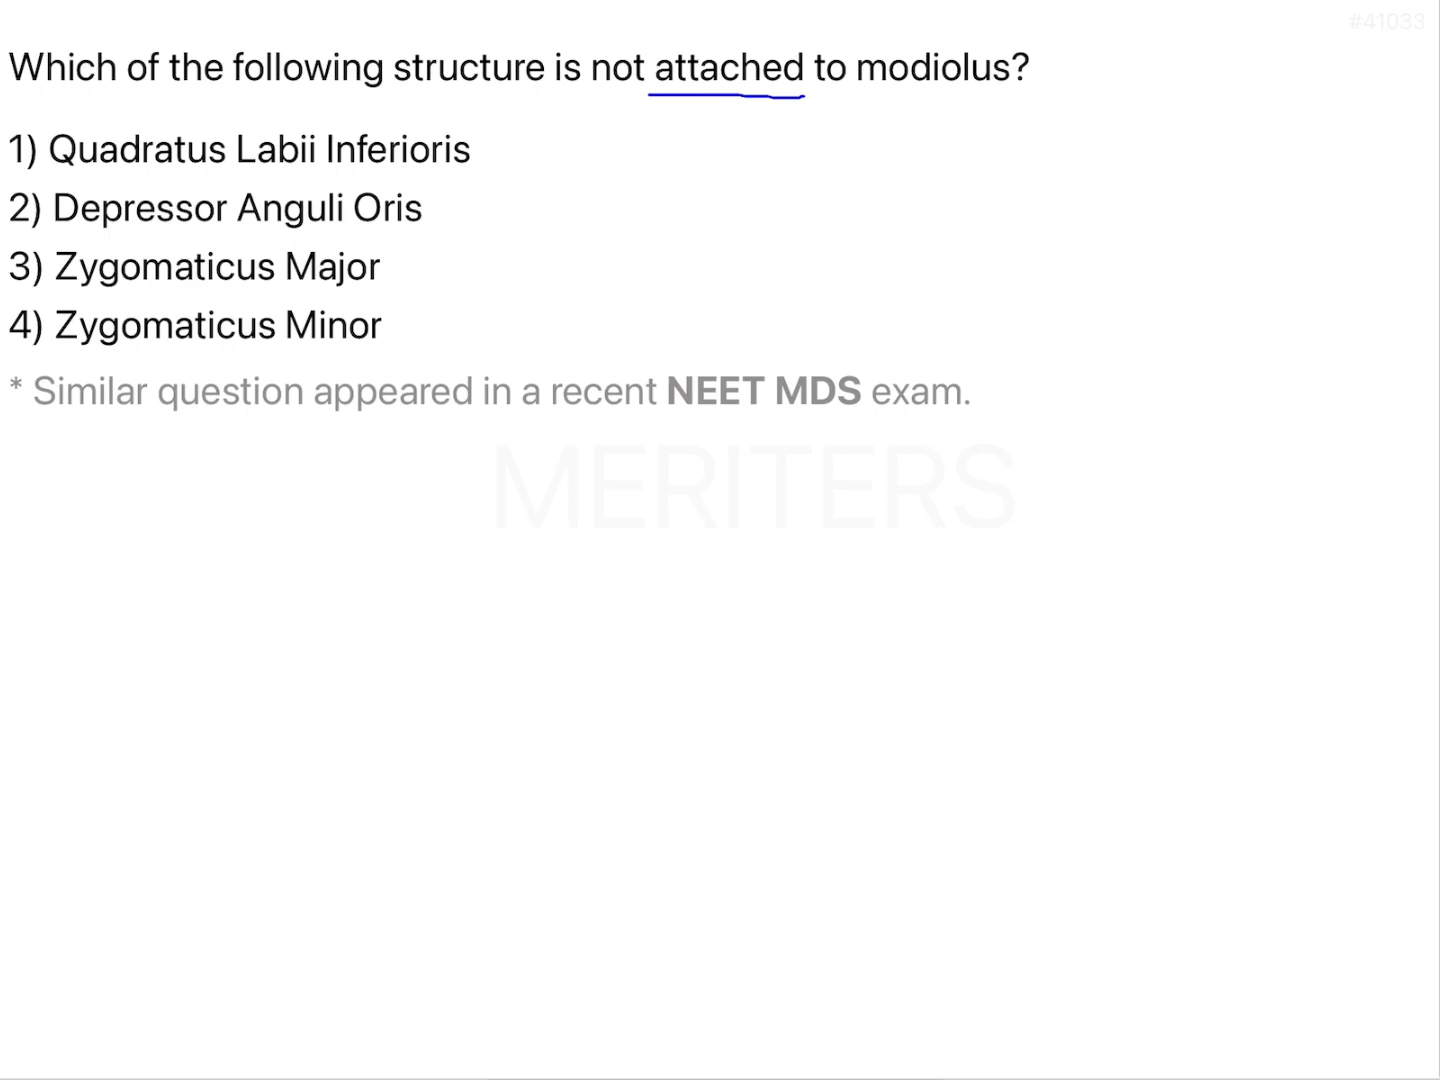 #41033
Which of the following structure is not attached to modiolus?
1) Quadratus Labii Inferioris
2) Depressor Anguli Oris
3) Zygomaticus Major
4) Zygomaticus Minor
* Similar question appeared in a recent NEET MDS exam.
MERITERS